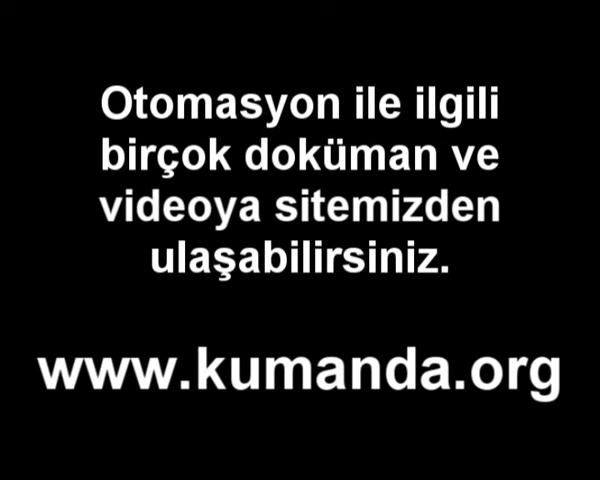 Otomasyon ile ilgili
birçok doküman ve
videoya sitemizden
ulaşabilirsiniz.
www.kumanda.org